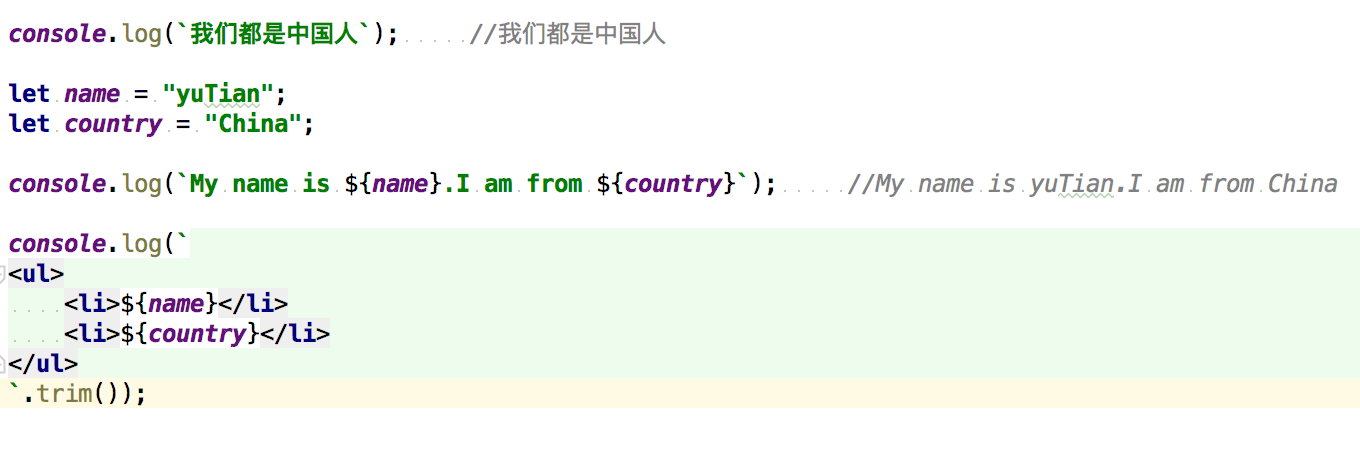 console.log(`我们都是中国人`);     //我们都是中国人
let name = "yuTian";
let country = "China";
console.log(`My name is ${name}.I am from ${country}`);     //My name is yuTian.I am from China
console.log(`
<ul>
    <li>${name}</li>
    <li>${country}</li>
</ul>
`.trim());